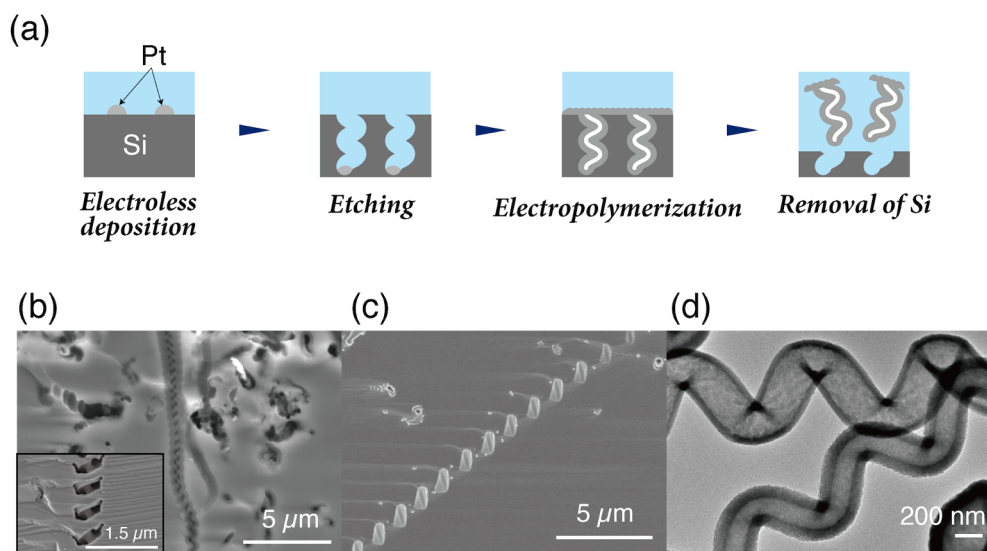 (a)
Pt
Si
Electroless
deposition
Etching
Electropolymerization
Removal of Si
(b)
(c)
(d)
1.5 µm
5 µm
5 µm
200 nm